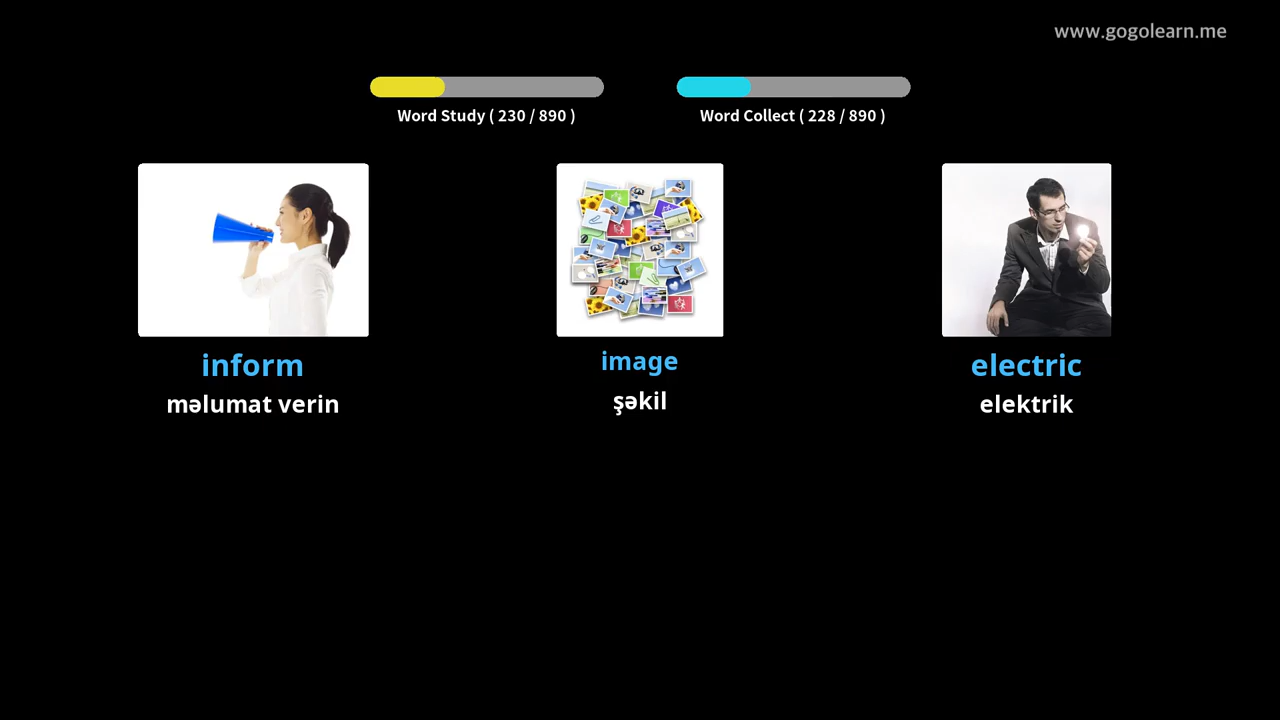 www.gogolearn.me
Word Study ( 230 / 890 )
Word Collect ( 228 / 890 )
inform
image
electric
məlumat verin
şəkil
elektrik